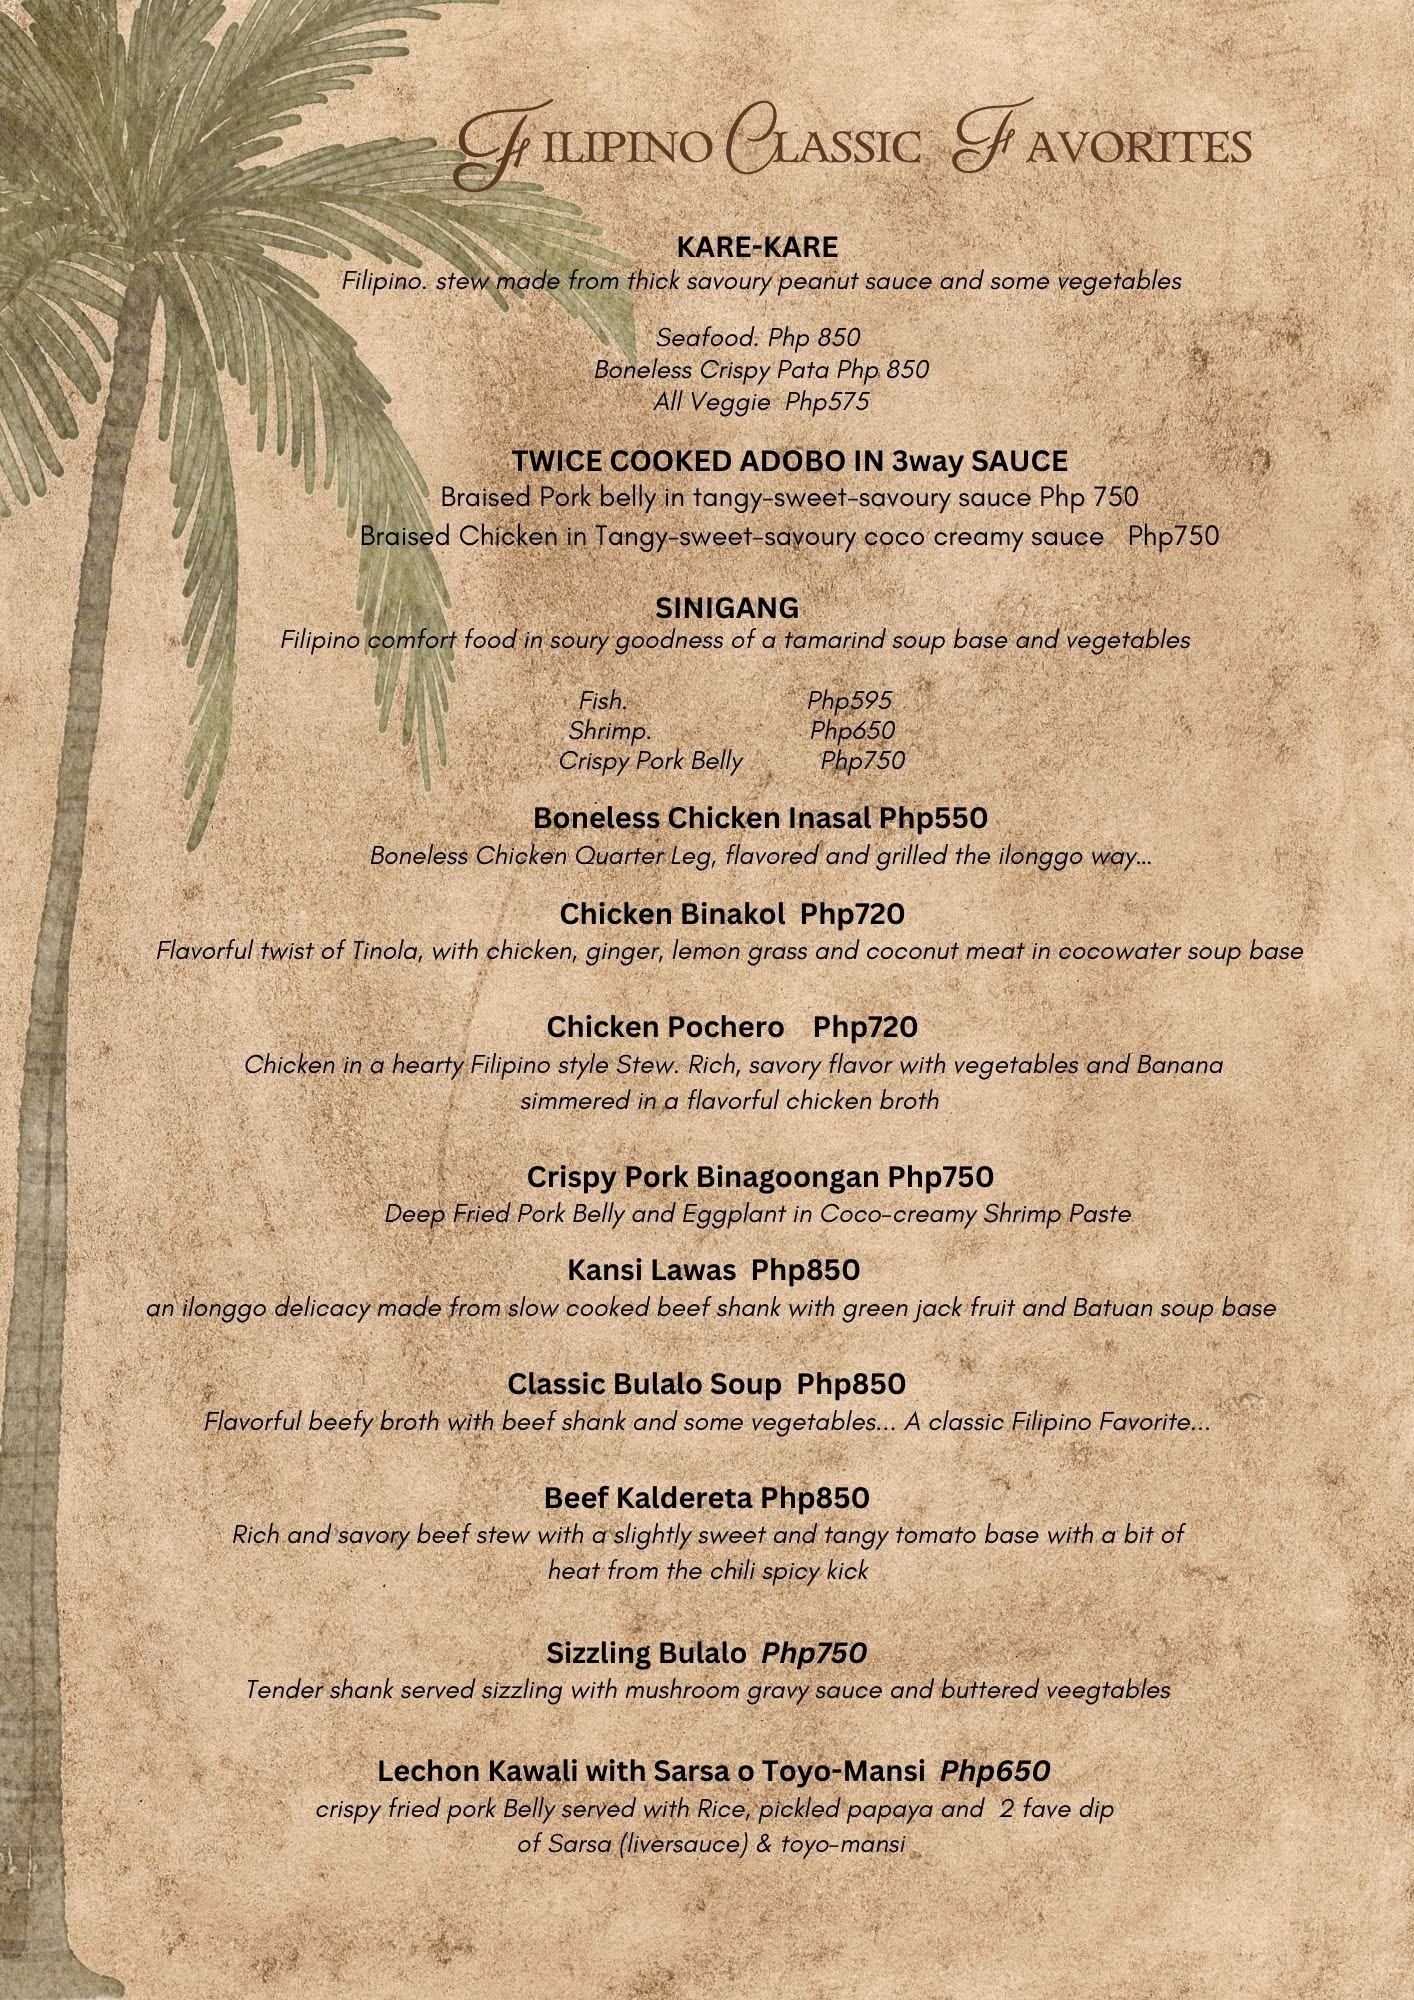 Filipino Classic Favorites
KARE-KARE
Filipino. stew made from thick savoury peanut sauce and some vegetables
Seafood. Php 850
Boneless Crispy Pata Php 850
All Veggie Php575
TWICE COOKED ADOBO IN 3way SAUCE
Braised Pork belly in tangy-sweet-savoury sauce Php 750
Braised Chicken in Tangy-sweet-savoury coco creamy sauce Php750
SINIGANG
Filipino comfort food in soury goodness of a tamarind soup base and vegetables
Fish. Php595
Shrimp. Php650
Crispy Pork Belly Php750
Boneless Chicken Inasal Php550
Boneless Chicken Quarter Leg, flavored and grilled the ilonggo way...
Chicken Binakol Php720
Flavorful twist of Tinola, with chicken, ginger, lemon grass and coconut meat in cocowater soup base
Chicken Pochero Php720
Chicken in a hearty Filipino style Stew. Rich, savory flavor with vegetables and Banana
simmered in a flavorful chicken broth
Crispy Pork Binagoongan Php750
Deep Fried Pork Belly and Eggplant in Coco-creamy Shrimp Paste
Kansi Lawas Php850
an ilonggo delicacy made from slow cooked beef shank with green jack fruit and Batuan soup base
Classic Bulalo Soup Php850
Flavorful beefy broth with beef shank and some vegetables... A classic Filipino Favorite...
Beef Kaldereta Php850
Rich and savory beef stew with a slightly sweet and tangy tomato base with a bit of
heat from the chili spicy kick
Sizzling Bulalo Php750
Tender shank served sizzling with mushroom gravy sauce and buttered veegtables
Lechon Kawali with Sarsa o Toyo-Mansi Php650
crispy fried pork Belly served with Rice, pickled papaya and 2 fave dip
of Sarsa (liversauce) & toyo-mansi